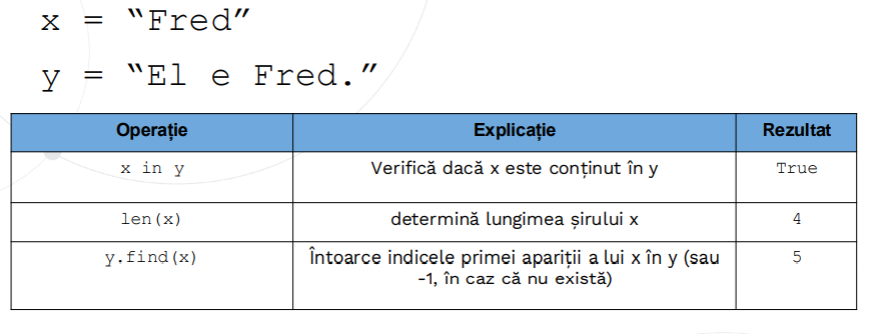 x = “Fred”
y = “El e Fred.”
Operație Explicație Rezultat
x in y Verifică dacă x este conținut în y True
len(x) determină lungimea șirului x 4
y.find(x) Întoarce indicele primei apariții a lui x în y (sau 5
-1, în caz că nu există)